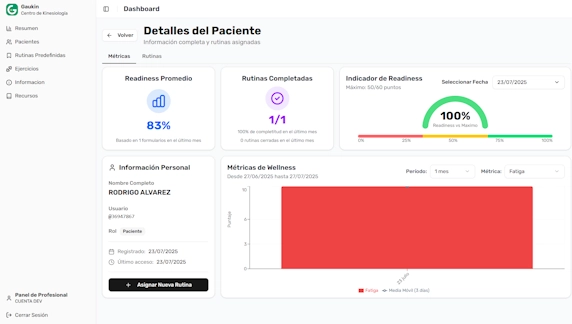 Gaukin
Centro de Kinesiología
Resumen
Pacientes
Rutinas Predefinidas
Ejercicios
Informacion
Recursos
Panel de Profesional
CUENTA DEV
Cerrar Sesión
Dashboard
Volver
Detalles del Paciente
Información completa y rutinas asignadas
Métricas
Rutinas
Readiness Promedio
83%
Basado en 1 formularios en el último mes
Rutinas Completadas
1/1
100% de completitud en el último mes
0 rutinas cerradas en el último mes
Indicador de Readiness
Máximo: 50/60 puntos
Seleccionar Fecha
23/07/2025
100%
Readiness vs Máximo
0% 25% 50% 75% 100%
Información Personal
Nombre Completo
RODRIGO ALVAREZ
Usuario
Rol Paciente
Registrado: 23/07/2025
Último acceso: 23/07/2025
+ Asignar Nueva Rutina
Métricas de Wellness
Desde 27/06/2025 hasta 27/07/2025
Período: 1 mes
Métrica: Fatiga
Puntaje
10
6
3
0
23 julio
Fatiga Media Móvil (3 días)